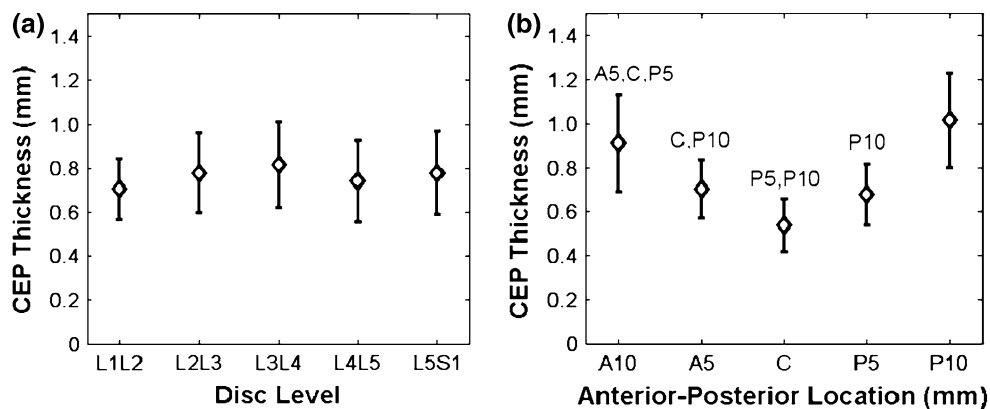 (a)
CEP Thickness (mm)
1.4
1.2
1.0
0.8
0.6
0.4
0.2
0
L1L2 L2L3 L3L4 L4L5 L5S1
Disc Level
(b)
CEP Thickness (mm)
1.4
1.2
1.0
0.8
0.6
0.4
0.2
0
A5,C,P5
C,P10
P5,P10
P10
A10 A5 C P5 P10
Anterior-Posterior Location (mm)